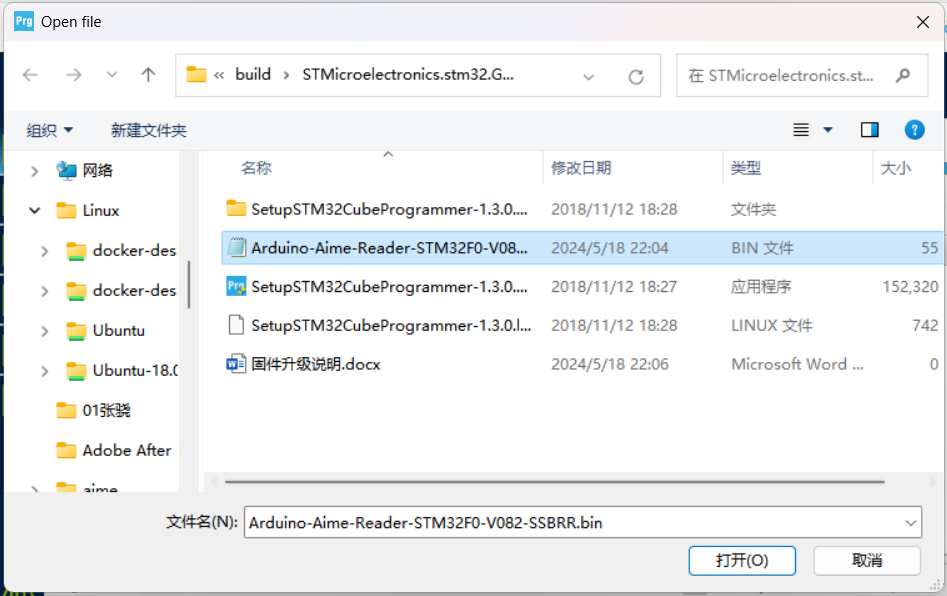 Prg Open file
« build › STMicroelectronics.stm32.G...
在 STMicroelectronics.st...
组织 新建文件夹
名称 修改日期 类型 大小
网络
Linux
docker-des
docker-des
Ubuntu
Ubuntu-18.0
01张骁
Adobe After
aime
SetupSTM32CubeProgrammer-1.3.0.... 2018/11/12 18:28 文件夹
Arduino-Aime-Reader-STM32F0-V08... 2024/5/18 22:04 BIN 文件 55
Prg SetupSTM32CubeProgrammer-1.3.0.... 2018/11/12 18:27 应用程序 152,320
SetupSTM32CubeProgrammer-1.3.0.l... 2018/11/12 18:28 LINUX 文件 742
固件升级说明.docx 2024/5/18 22:06 Microsoft Word ... 0
文件名(N): Arduino-Aime-Reader-STM32F0-V082-SSBRR.bin
打开(O) 取消